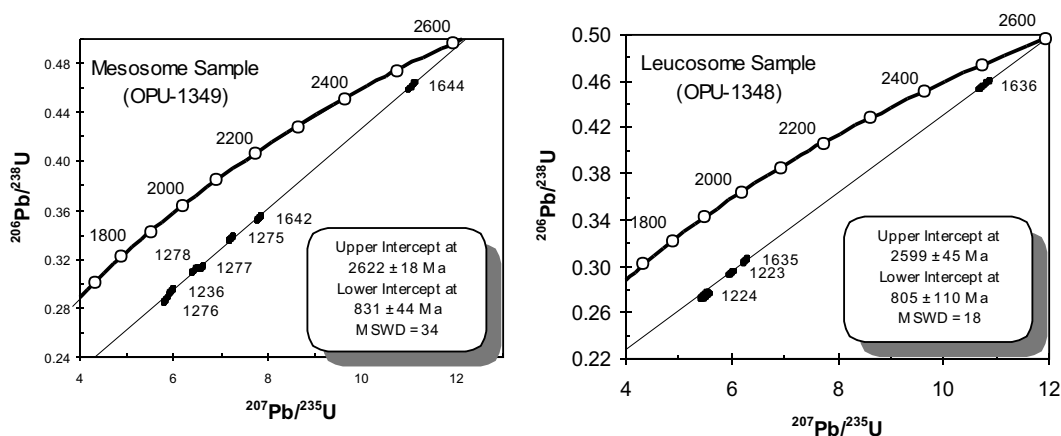 Mesosome Sample
(OPU-1349)
2600
2400
2200
2000
1800
1644
1642
1275
1278
1277
1236
1276
0.48
0.44
0.40
0.36
0.32
0.28
0.24
4
6
8
10
12
²⁰⁶Pb/²³⁸U
²⁰⁷Pb/²³⁵U
Upper Intercept at
2622 ± 18 Ma
Lower Intercept at
831 ± 44 Ma
MSWD = 34
Leucosome Sample
(OPU-1348)
2600
2400
2200
2000
1800
1636
1635
1223
1224
0.50
0.46
0.42
0.38
0.34
0.30
0.26
0.22
4
6
8
10
12
²⁰⁶Pb/²³⁸U
²⁰⁷Pb/²³⁵U
Upper Intercept at
2599 ± 45 Ma
Lower Intercept at
805 ± 110 Ma
MSWD = 18